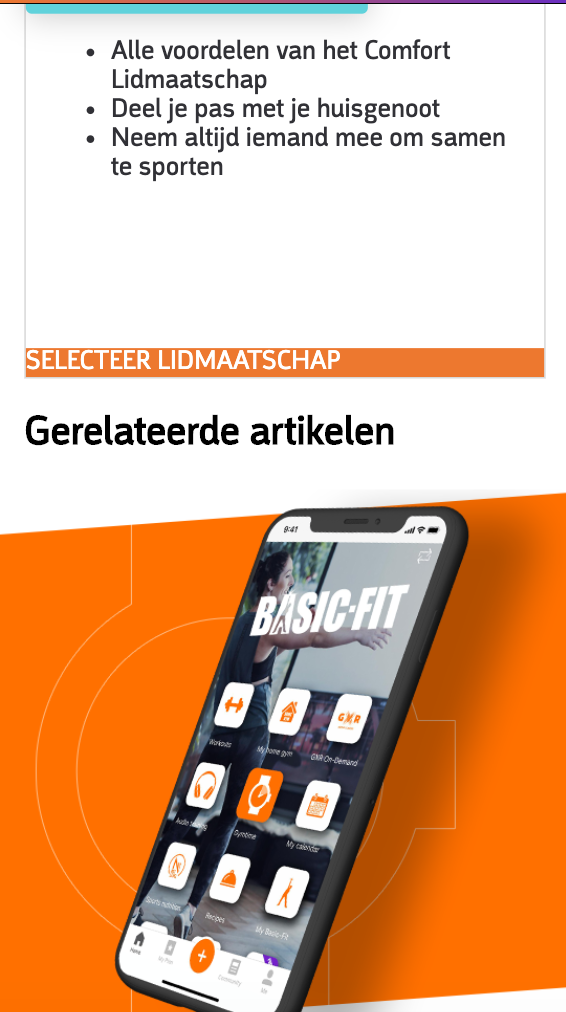 Alle voordelen van het Comfort
Lidmaatschap
Deel je pas met je huisgenoot
Neem altijd iemand mee om samen
te sporten
SELECTEER LIDMAATSCHAP
Gerelateerde artikelen
9:41
BASIC-FIT
Workouts
My home gym
GXR On-Demand
GXR
Audio
Gymtime
My calendar
Sports nutrition
Recipes
My Basic-Fit
Home
My Plan
Community
Me